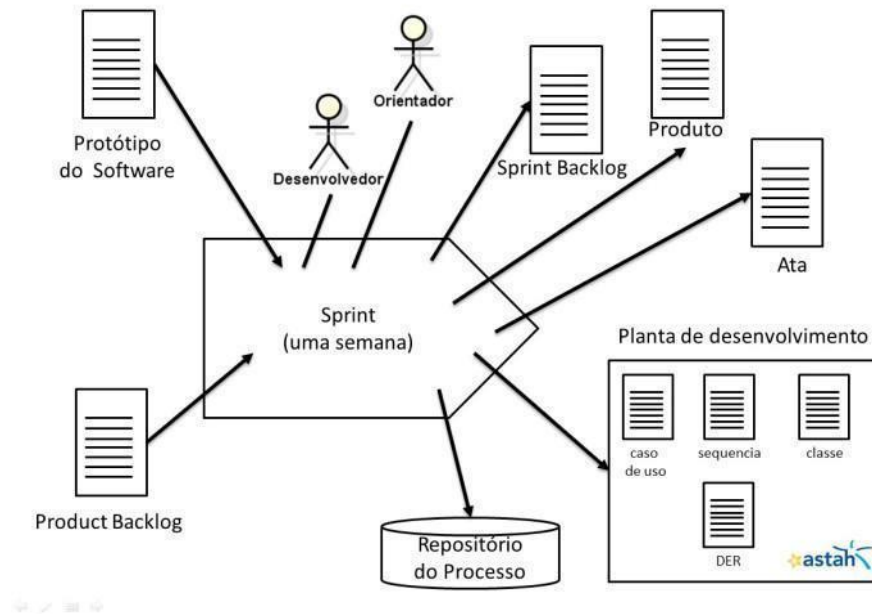 Protótipo
do Software
Desenvolvedor
Orientador
Sprint Backlog
Produto
Ata
Sprint
(uma semana)
Product Backlog
Planta de desenvolvimento
caso
de uso
sequencia
classe
DER
astah
Repositório
do Processo